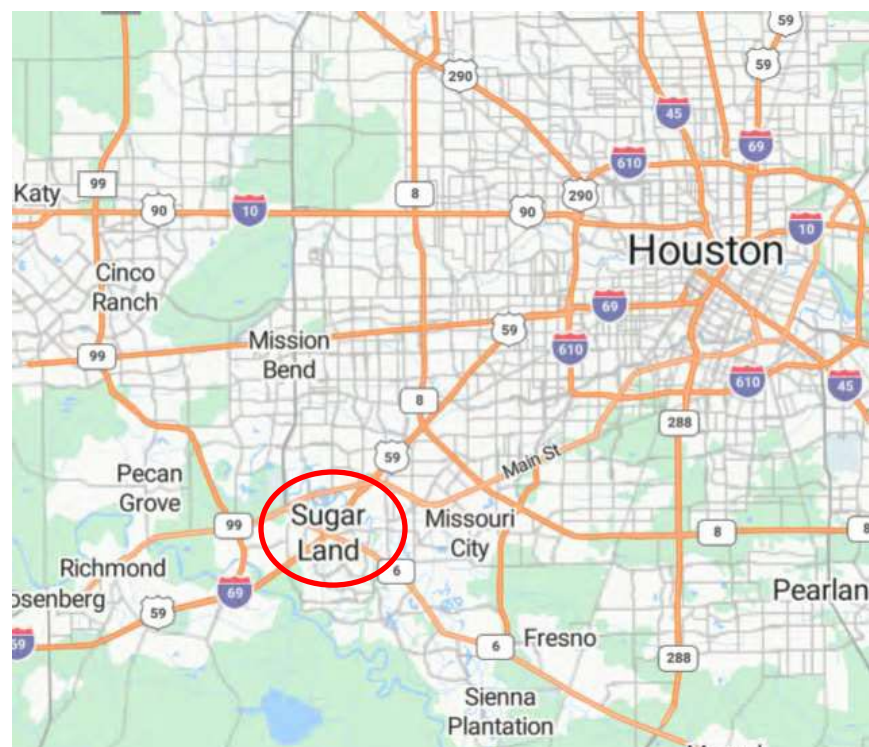 59
290
59
45
69
610
99
Katy
290
8
90
10
90
10
Houston
Cinco
Ranch
69
59
Mission
Bend
610
99
610
45
8
288
59
Main St
Pecan
Grove
Sugar
Land
Missouri
City
99
8
8
Richmond
6
69
Pearlan
osenberg
59
59
6
Fresno
288
Sienna
Plantation